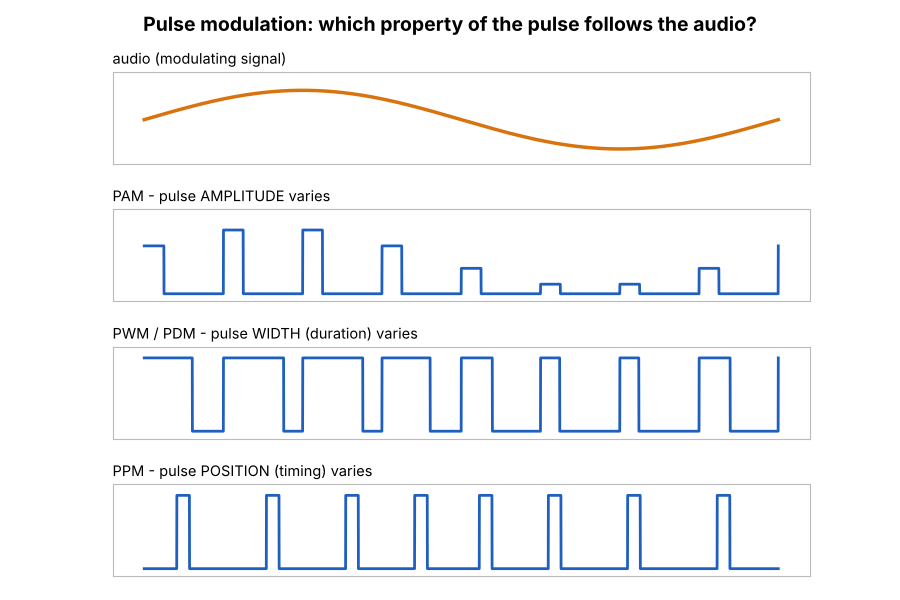 Pulse modulation: which property of the pulse follows the audio?
audio (modulating signal)
PAM - pulse AMPLITUDE varies
PWM / PDM - pulse WIDTH (duration) varies
PPM - pulse POSITION (timing) varies